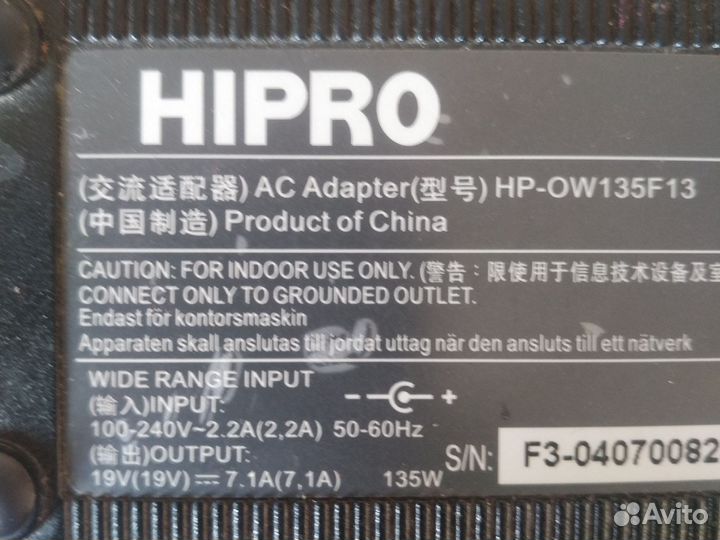 HIPRO
(交流适配器) AC Adapter(型号) HP-OW135F13
(中国制造) Product of China
CAUTION: FOR INDOOR USE ONLY. (警告：限使用于信息技术设备及室
CONNECT ONLY TO GROUNDED OUTLET.
Endast för kontorsmaskin
Apparaten skall anslutas till jordat uttag när den ansluts till ett nätverk
WIDE RANGE INPUT
(输入)INPUT:
100-240V~2.2A(2,2A) 50-60Hz
(输出)OUTPUT:
19V(19V) ⎓ 7.1A(7,1A) 135W
- +
S/N: F3-04070082
Avito